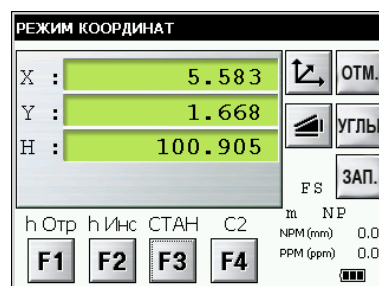 РЕЖИМ КООРДИНАТ
X : 5.583
Y : 1.668
H : 100.905
ОТМ.
УГЛЫ
ЗАП.
FS
m NP
NPM (mm) 0.0
PPM (ppm) 0.0
h Отр h Инс СТАН C2
F1 F2 F3 F4